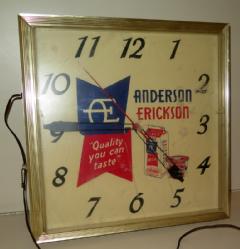 11 12 1
10 2
AE ANDERSON
ERICKSON
9 3
"Quality
you can
taste"
8 4
7 6 5